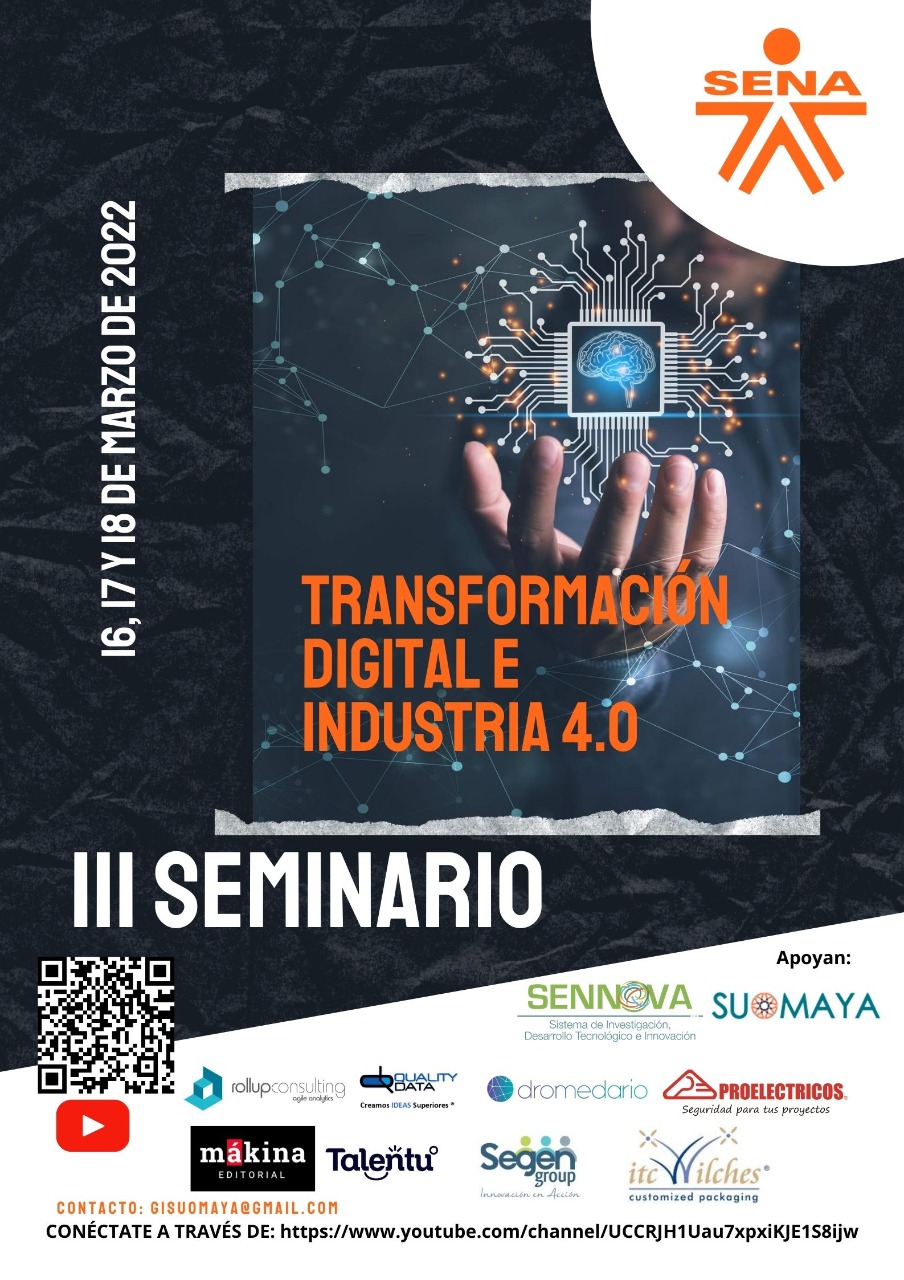 SENA
16, 17 Y 18 DE MARZO DE 2022
TRANSFORMACIÓN
DIGITAL E
INDUSTRIA 4.0
III SEMINARIO
Apoyan:
SENNOVA
Sistema de Investigación,
Desarrollo Tecnológico e Innovación
SUOMAYA
rollupconsulting
agile analytics
QUALITY
DATA
Creamos IDEAS Superiores ®
dromedario
PROELECTRICOS
Seguridad para tus proyectos
mákina
EDITORIAL
Talentu
Segen
group
Innovación en Acción
itc Wilches®
customized packaging
CONTACTO: GISUOMAYA@GMAIL.COM
CONÉCTATE A TRAVÉS DE: https://www.youtube.com/channel/UCCRJH1Uau7xpxiKJE1S8ijw